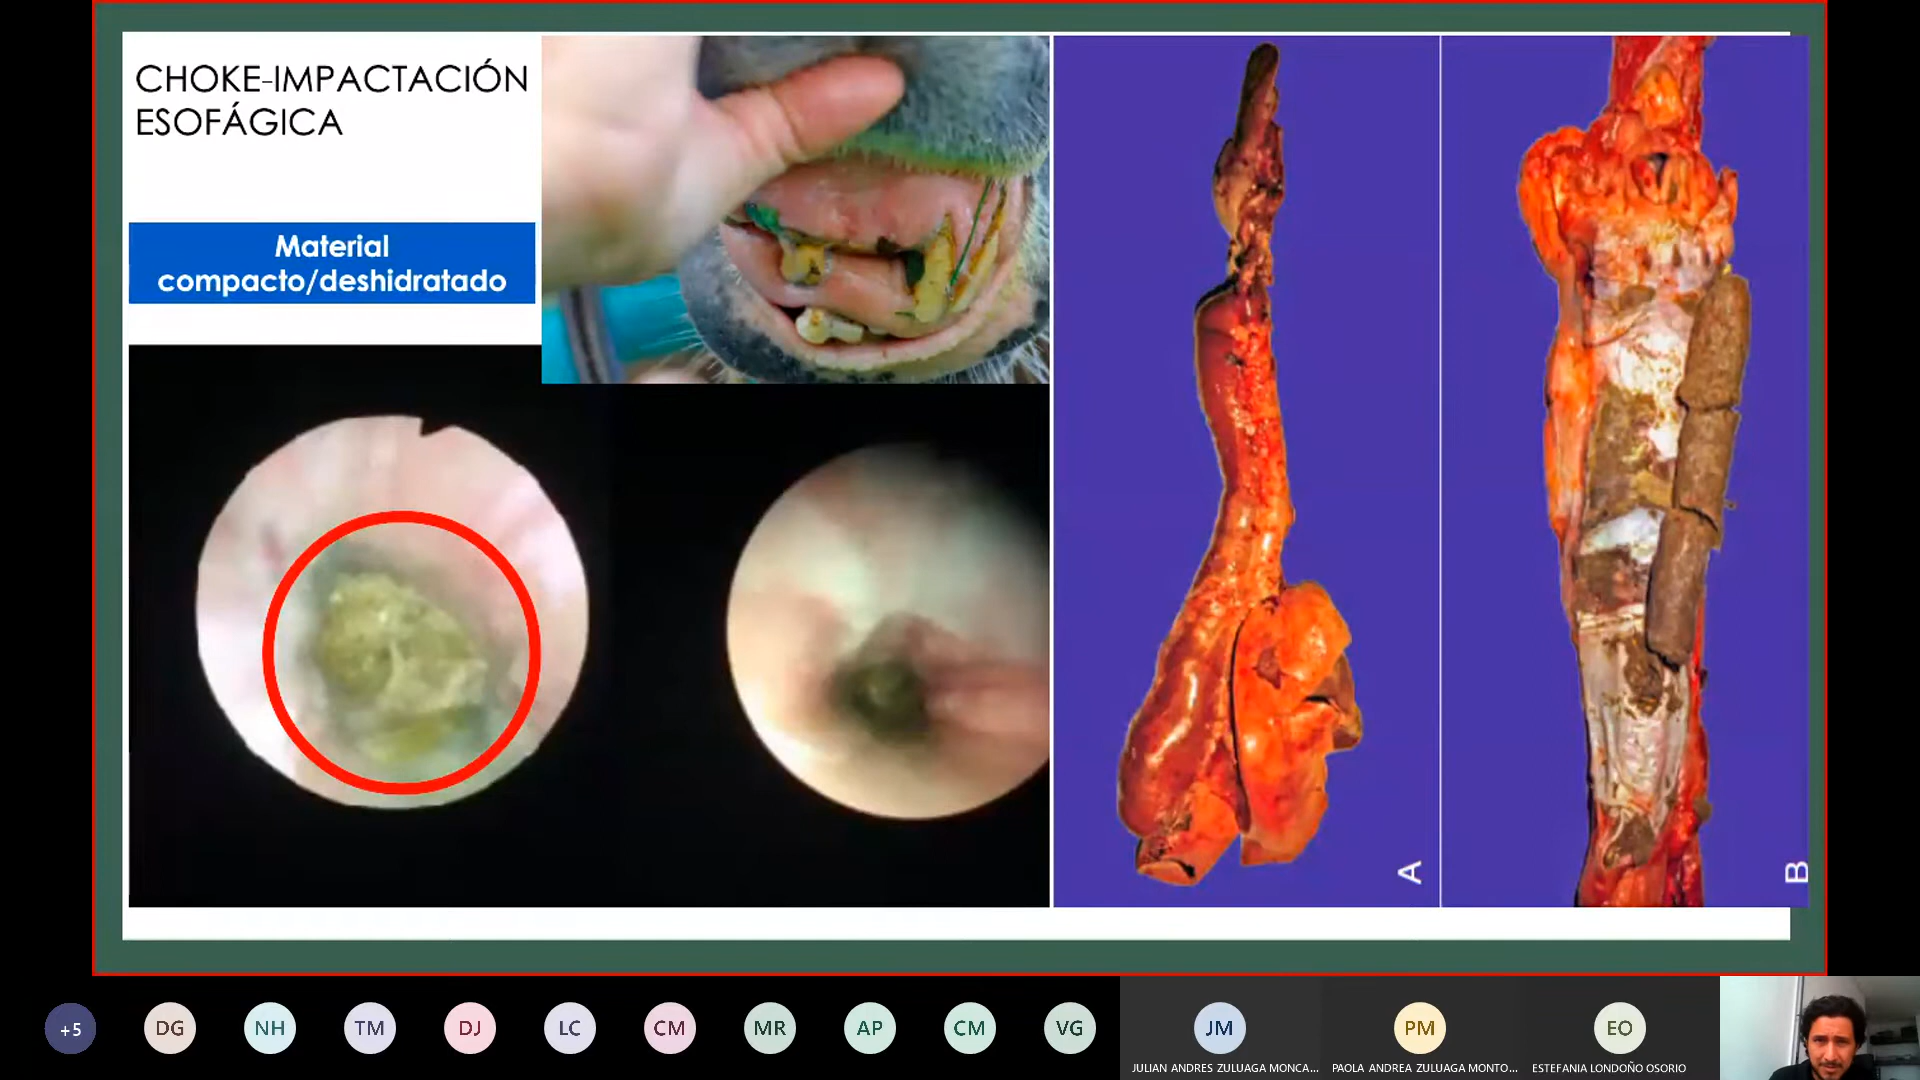 CHOKE-IMPACTACIÓN
ESOFÁGICA
Material
compacto/deshidratado
A
B
+5
DG
NH
TM
DJ
LC
CM
MR
AP
CM
VG
JM
PM
EO
JULIAN ANDRES ZULUAGA MONCA...
PAOLA ANDREA ZULUAGA MONTO...
ESTEFANIA LONDOÑO OSORIO